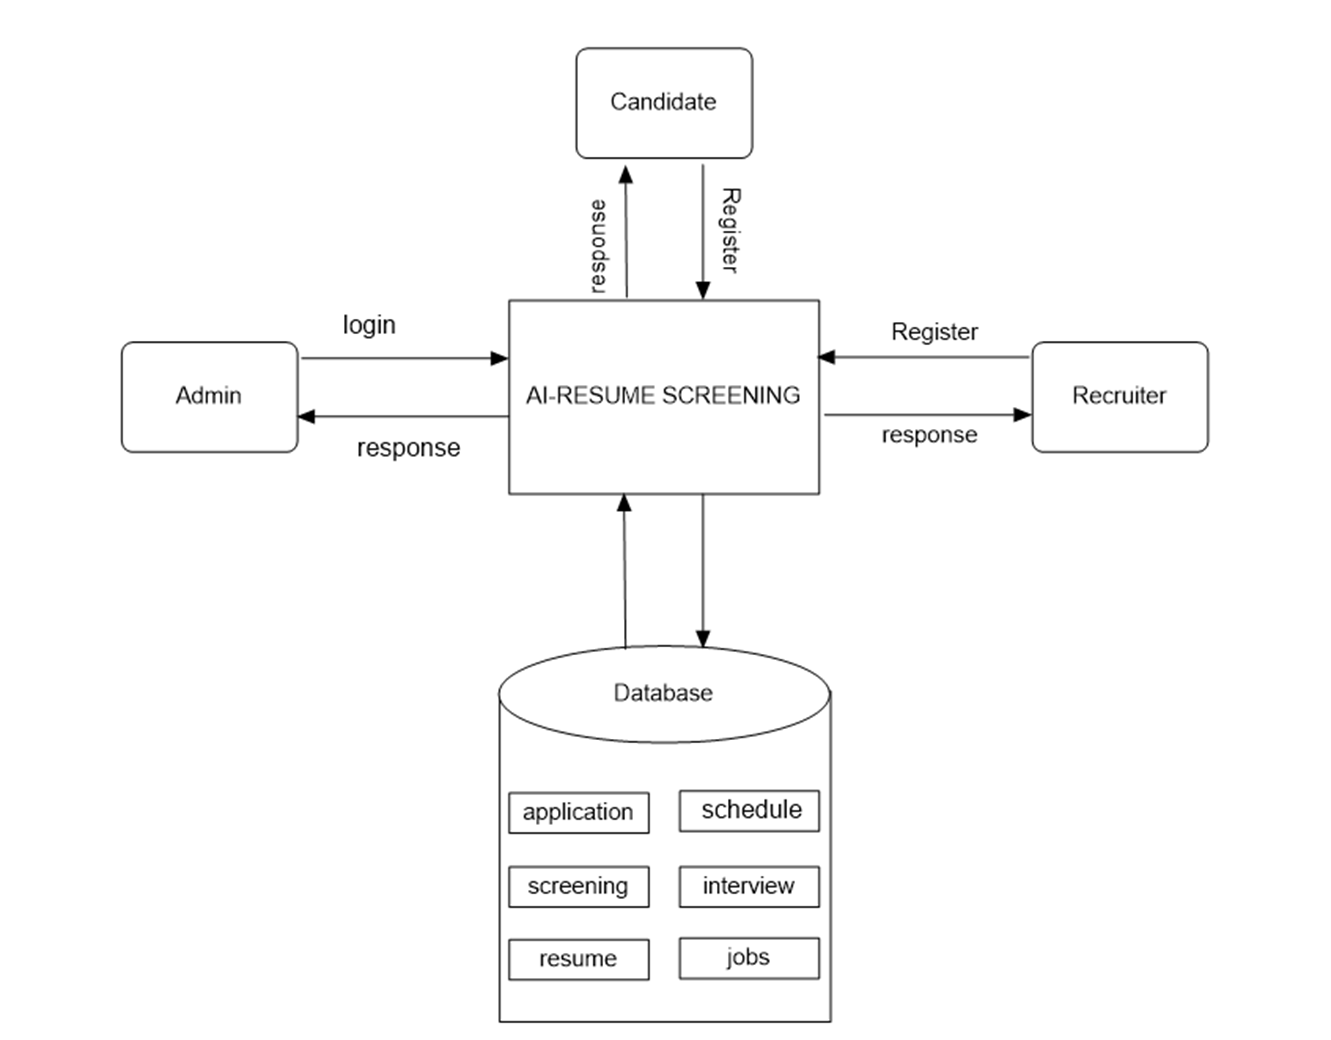 Candidate
response
Register
login
Register
Admin
AI-RESUME SCREENING
Recruiter
response
response
Database
application
schedule
screening
interview
resume
jobs